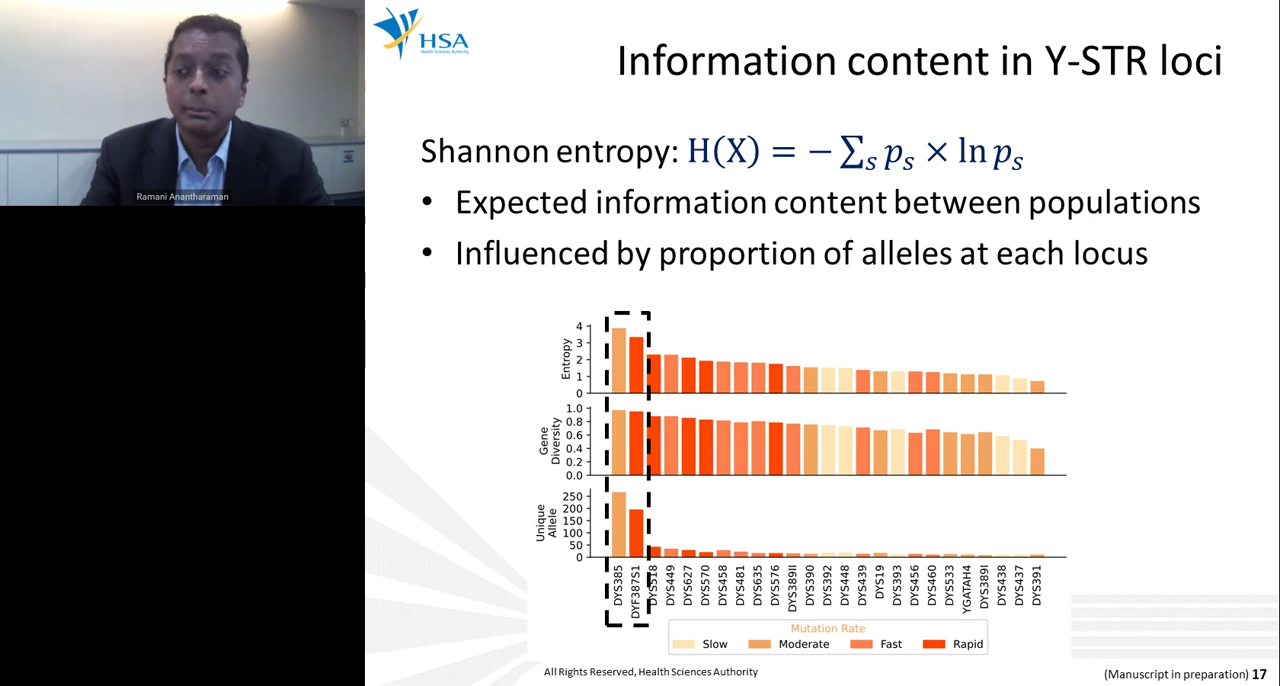 HSA
Health Sciences Authority
Information content in Y-STR loci
Shannon entropy: H(X) = − ∑ₛ pₛ × ln pₛ
• Expected information content between populations
• Influenced by proportion of alleles at each locus
Ramani Anantharaman
Entropy
4
3
2
1
0
Gene
Diversity
1.0
0.8
0.6
0.4
0.2
0.0
Unique
Allele
250
200
150
100
50
0
DYS385
DYF387S1
DYS518
DYS449
DYS627
DYS570
DYS458
DYS481
DYS635
DYS576
DYS389II
DYS390
DYS392
DYS448
DYS439
DYS19
DYS393
DYS456
DYS460
DYS533
YGATAH4
DYS389I
DYS438
DYS437
DYS391
Mutation Rate
Slow Moderate Fast Rapid
All Rights Reserved, Health Sciences Authority
(Manuscript in preparation) 17